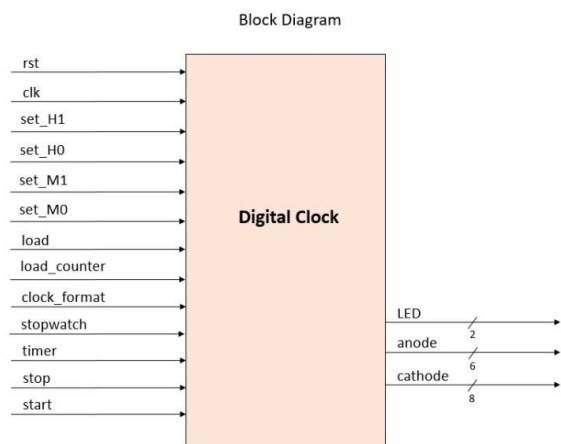 Block Diagram
rst
clk
set_H1
set_H0
set_M1
set_M0
load
load_counter
clock_format
stopwatch
timer
stop
start
Digital Clock
LED
2
anode
6
cathode
8